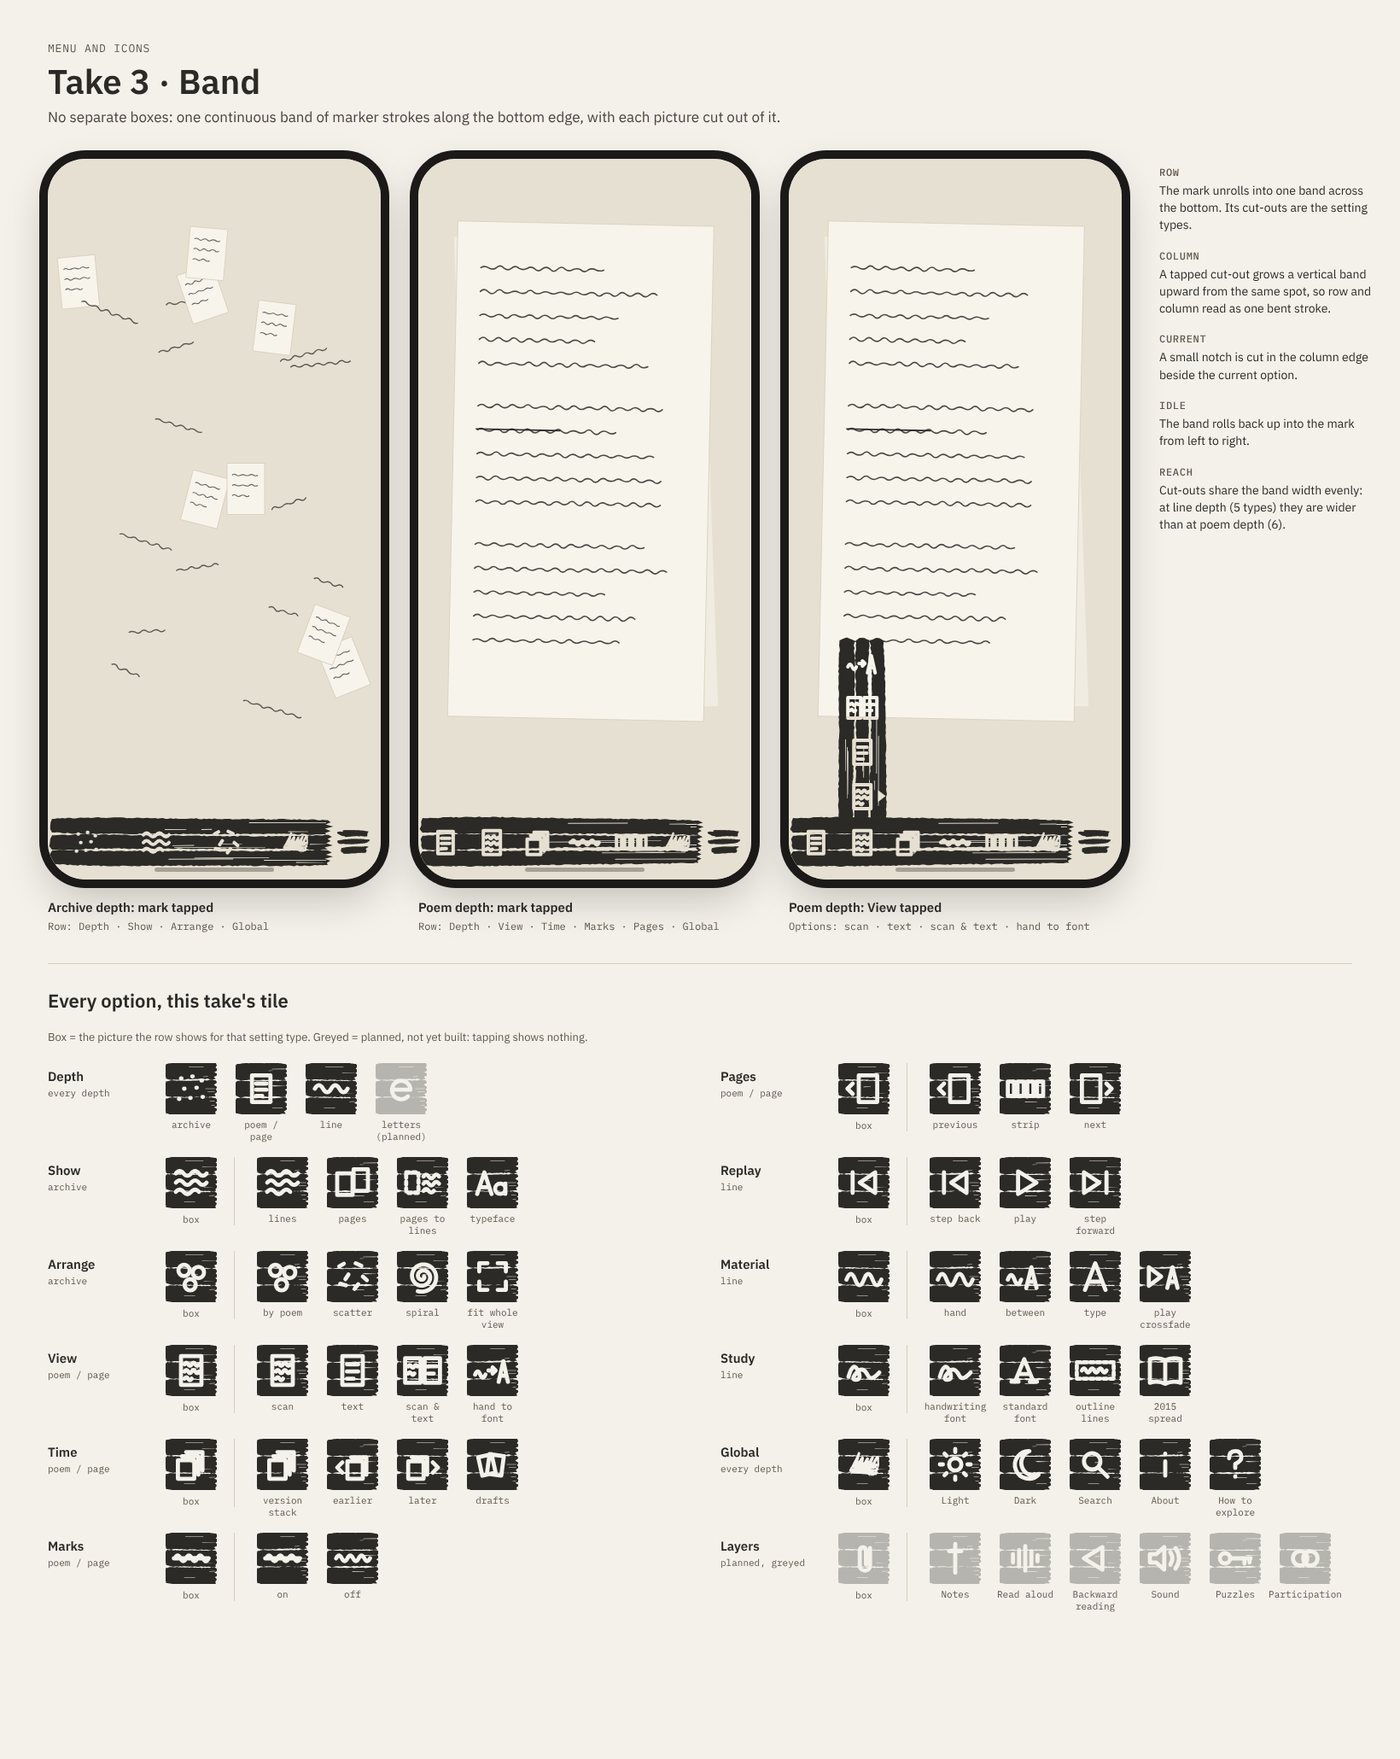 MENU AND ICONS
Take 3 · Band
No separate boxes: one continuous band of marker strokes along the bottom edge, with each picture cut out of it.
ROW
The mark unrolls into one band across
the bottom. Its cut-outs are the setting
types.
COLUMN
A tapped cut-out grows a vertical band
upward from the same spot, so row and
column read as one bent stroke.
CURRENT
A small notch is cut in the column edge
beside the current option.
IDLE
The band rolls back up into the mark
from left to right.
REACH
Cut-outs share the band width evenly:
at line depth (5 types) they are wider
than at poem depth (6).
A
Archive depth: mark tapped
Row: Depth · Show · Arrange · Global
Poem depth: mark tapped
Row: Depth · View · Time · Marks · Pages · Global
Poem depth: View tapped
Options: scan · text · scan & text · hand to font
Every option, this take's tile
Box = the picture the row shows for that setting type. Greyed = planned, not yet built: tapping shows nothing.
Depth
every depth
e
archive
poem /
page
line
letters
(planned)
Show
archive
Aa
box
lines
pages
pages to
lines
typeface
Arrange
archive
box
by poem
scatter
spiral
fit whole
view
View
poem / page
A
box
scan
text
scan &
text
hand to
font
Time
poem / page
box
version
stack
earlier
later
drafts
Marks
poem / page
box
on
off
Pages
poem / page
box
previous
strip
next
Replay
line
box
step back
play
step
forward
Material
line
A
A
A
box
hand
between
type
play
crossfade
Study
line
A
box
handwriting
font
standard
font
outline
lines
2015
spread
Global
every depth
i
?
box
Light
Dark
Search
About
How to
explore
Layers
planned, greyed
box
Notes
Read aloud
Backward
reading
Sound
Puzzles
Participation